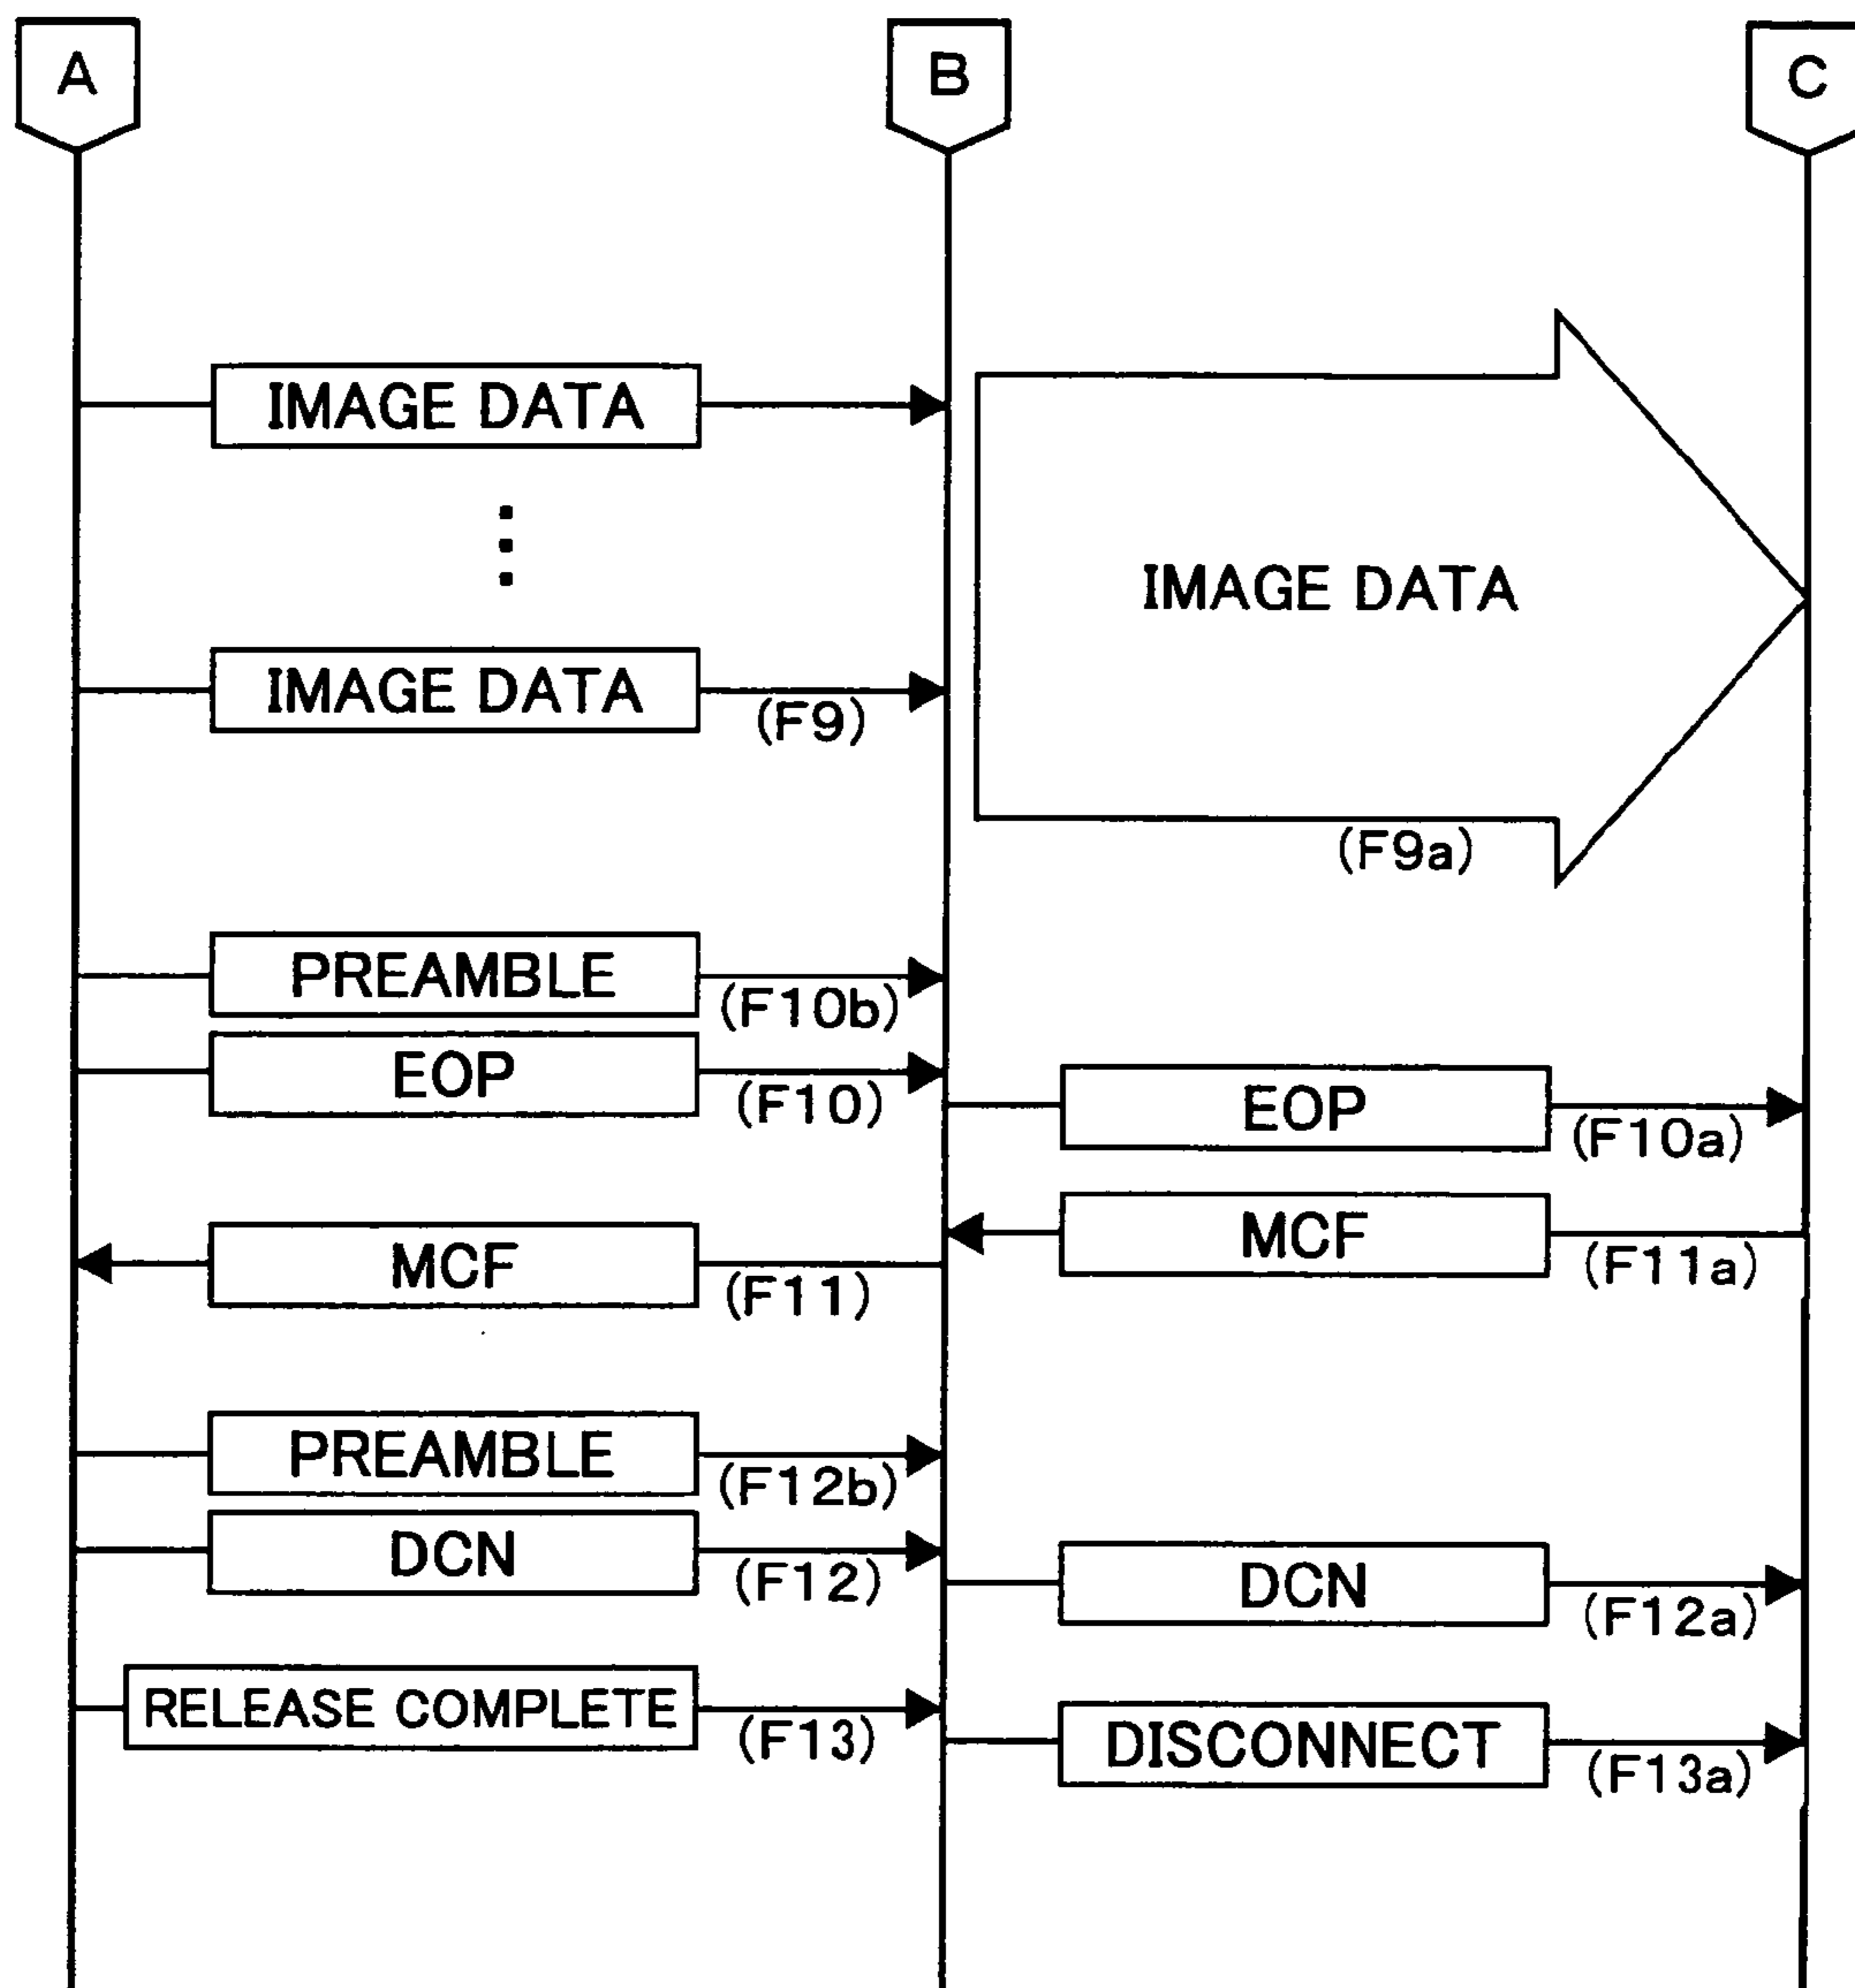 A
B
C
IMAGE DATA
IMAGE DATA
IMAGE DATA
(F9)
(F9a)
PREAMBLE
(F10b)
EOP
(F10)
EOP
(F10a)
MCF
(F11a)
MCF
(F11)
PREAMBLE
(F12b)
DCN
(F12)
DCN
(F12a)
RELEASE COMPLETE
(F13)
DISCONNECT
(F13a)